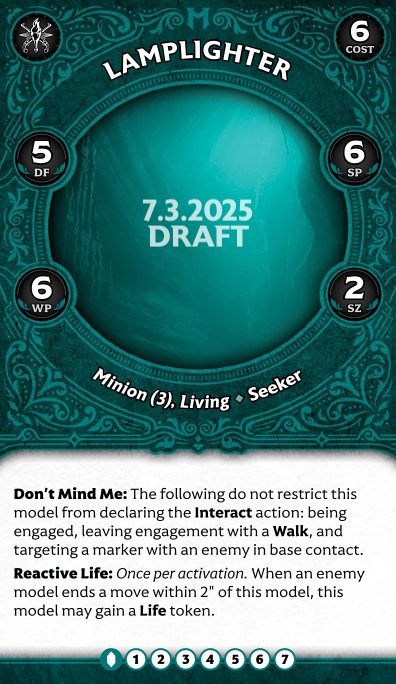 6
COST
LAMPLIGHTER
5
DF
6
SP
7.3.2025
DRAFT
6
WP
2
SZ
Minion (3), Living ◆ Seeker
Don't Mind Me: The following do not restrict this
model from declaring the Interact action: being
engaged, leaving engagement with a Walk, and
targeting a marker with an enemy in base contact.
Reactive Life: Once per activation. When an enemy
model ends a move within 2" of this model, this
model may gain a Life token.
1 2 3 4 5 6 7